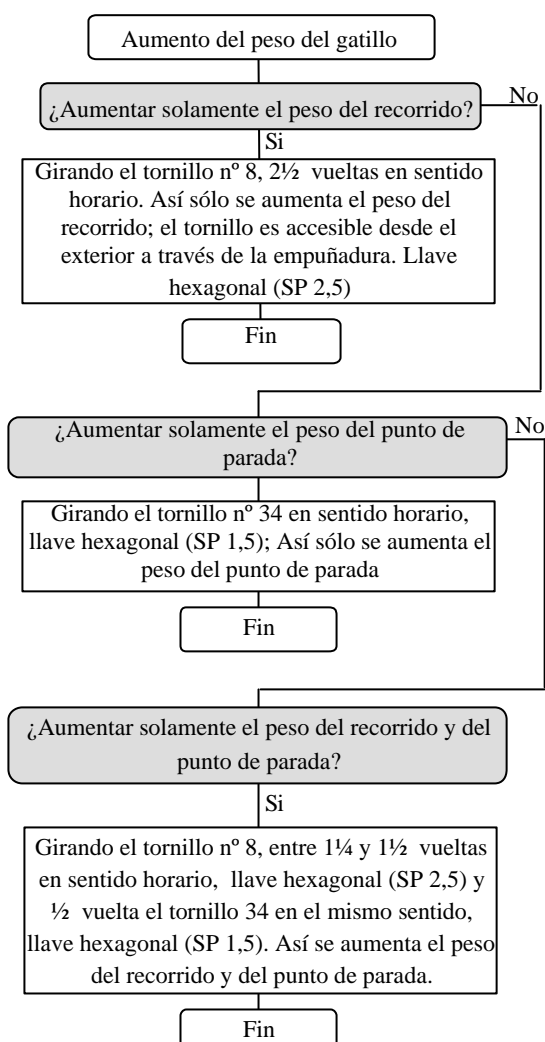 Aumento del peso del gatillo
¿Aumentar solamente el peso del recorrido?
No
Si
Girando el tornillo nº 8, 2½ vueltas en sentido
horario. Así sólo se aumenta el peso del
recorrido; el tornillo es accesible desde el
exterior a través de la empuñadura. Llave
hexagonal (SP 2,5)
Fin
¿Aumentar solamente el peso del punto de
parada?
No
Girando el tornillo nº 34 en sentido horario,
llave hexagonal (SP 1,5); Así sólo se aumenta el
peso del punto de parada
Fin
¿Aumentar solamente el peso del recorrido y del
punto de parada?
Si
Girando el tornillo nº 8, entre 1¼ y 1½ vueltas
en sentido horario, llave hexagonal (SP 2,5) y
½ vuelta el tornillo 34 en el mismo sentido,
llave hexagonal (SP 1,5). Así se aumenta el peso
del recorrido y del punto de parada.
Fin